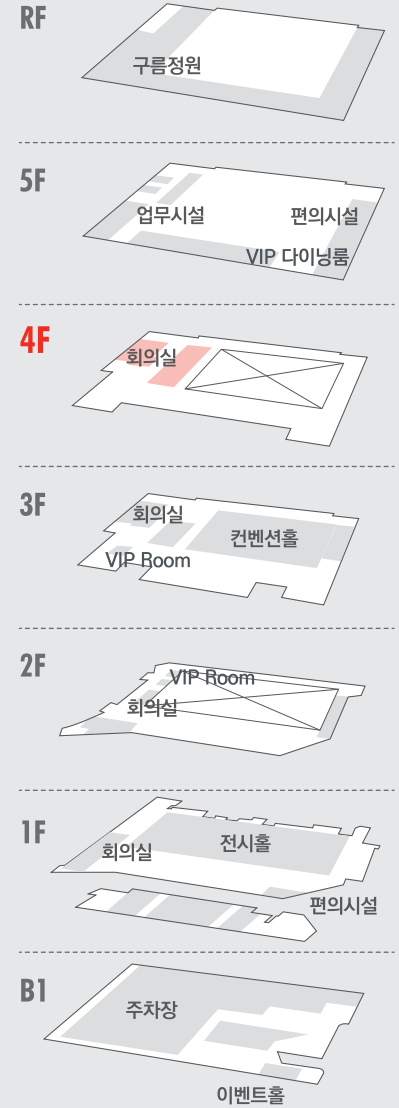 RF
구름정원
5F
업무시설
편의시설
VIP 다이닝룸
4F
회의실
3F
회의실
컨벤션홀
VIP Room
2F
VIP Room
회의실
1F
전시홀
회의실
편의시설
B1
주차장
이벤트홀